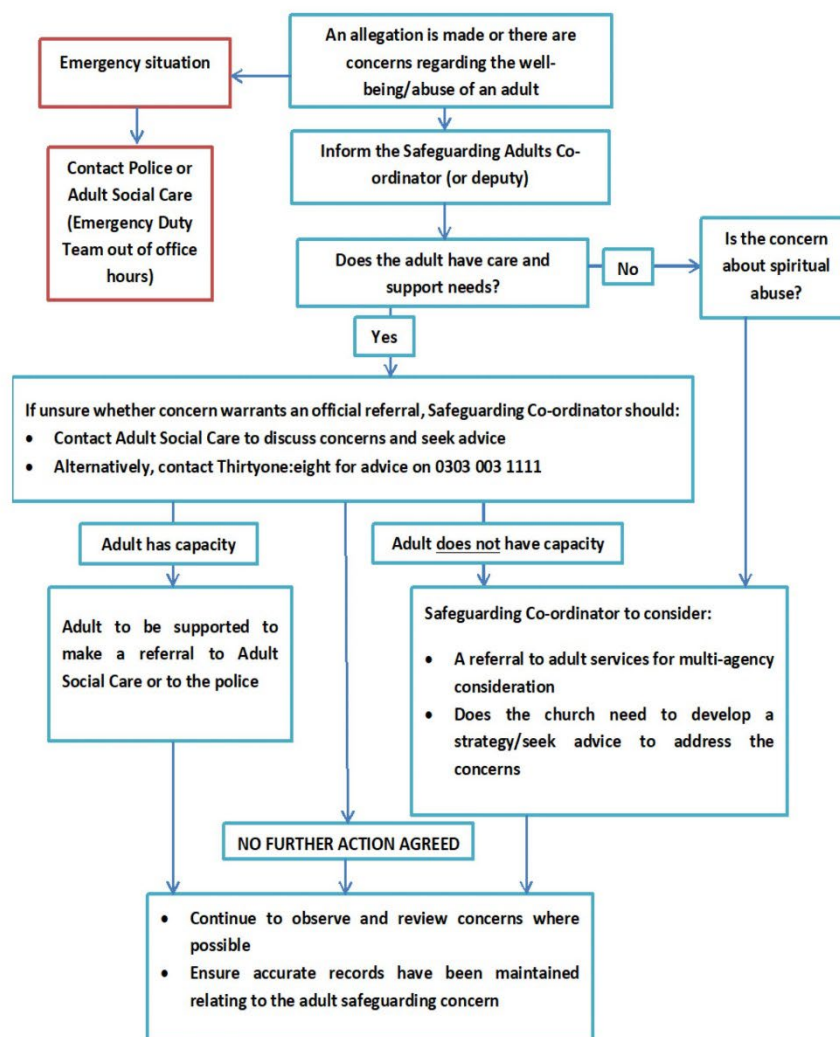 An allegation is made or there are
concerns regarding the well-
being/abuse of an adult
Emergency situation
Contact Police or
Adult Social Care
(Emergency Duty
Team out of office
hours)
Inform the Safeguarding Adults Co-
ordinator (or deputy)
Does the adult have care and
support needs?
No
Is the concern
about spiritual
abuse?
Yes
If unsure whether concern warrants an official referral, Safeguarding Co-ordinator should:
• Contact Adult Social Care to discuss concerns and seek advice
• Alternatively, contact Thirtyone:eight for advice on 0303 003 1111
Adult has capacity
Adult does not have capacity
Adult to be supported to
make a referral to Adult
Social Care or to the police
Safeguarding Co-ordinator to consider:
• A referral to adult services for multi-agency
consideration
• Does the church need to develop a
strategy/seek advice to address the
concerns
NO FURTHER ACTION AGREED
• Continue to observe and review concerns where
possible
• Ensure accurate records have been maintained
relating to the adult safeguarding concern